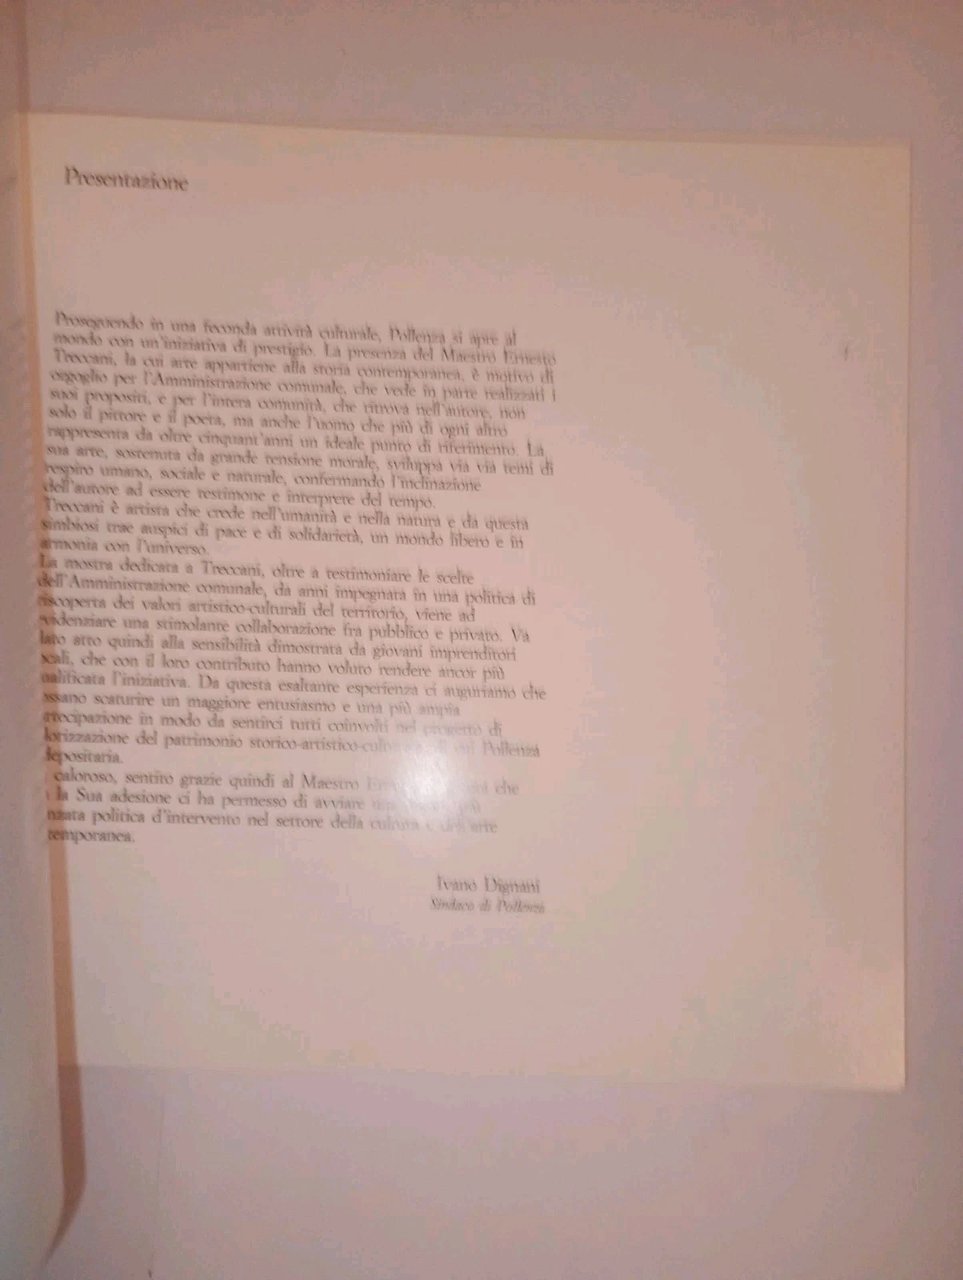 Presentazione
Proseguendo in una feconda attività culturale, Pollenza si apre al
mondo con un'iniziativa di prestigio. La presenza del Maestro Ernesto
Treccani, la cui arte appartiene alla storia contemporanea, è motivo di
orgoglio per l'Amministrazione comunale, che vede in parte realizzati i
suoi propositi, e per l'intera comunità, che ritrova nell'autore, non
solo il pittore e il poeta, ma anche l'uomo che più di ogni altro
rappresenta da oltre cinquant'anni un ideale punto di riferimento. La
sua arte, sostenuta da grande tensione morale, sviluppa via via temi di
respiro umano, sociale e naturale, confermando l'inclinazione
dell'autore ad essere testimone e interprete del tempo.
Treccani è artista che crede nell'umanità e nella natura e da questa
simbiosi trae auspici di pace e di solidarietà, un mondo libero e in
armonia con l'universo.
La mostra dedicata a Treccani, oltre a testimoniare le scelte
dell'Amministrazione comunale, da anni impegnata in una politica di
riscoperta dei valori artistico-culturali del territorio, viene ad
videnziare una stimolante collaborazione fra pubblico e privato. Va
lato atto quindi alla sensibilità dimostrata da giovani imprenditori
cali, che con il loro contributo hanno voluto rendere ancor più
ualificata l'iniziativa. Da questa esaltante esperienza ci auguriamo che
ssano scaturire un maggiore entusiasmo e una più ampia
rtecipazione in modo da sentirci tutti coinvolti nel progetto di
lorizzazione del patrimonio storico-artistico-culturale di cui Pollenza
depositaria.
caloroso, sentito grazie quindi al Maestro che
la Sua adesione ci ha permesso di avviare
nzata politica d'intervento nel settore della cultura e dell'arte
temporanea.
Ivano Dignani
Sindaco di Pollenza